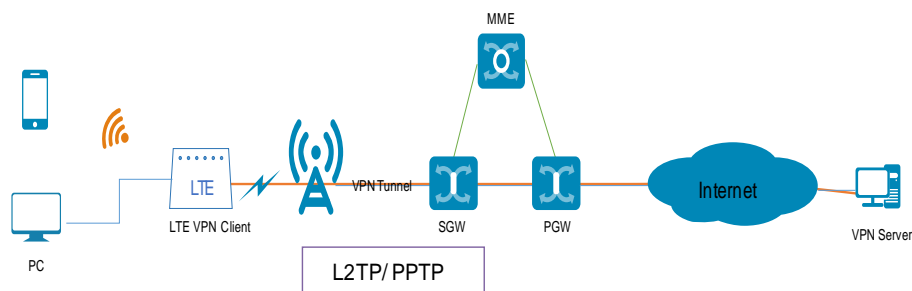 MME
LTE
VPN Tunnel
Internet
LTE VPN Client
SGW
PGW
VPN Server
PC
L2TP/ PPTP